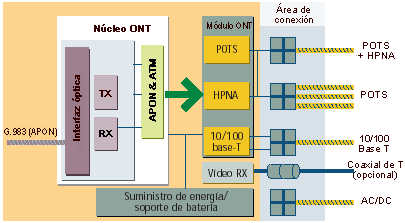 Área de
conexión
Núcleo ONT
Módulo ONT
Interfaz óptica
TX
RX
APON & ATM
POTS
HPNA
10/100
base-T
Vídeo RX
Suministro de energía/
soporte de batería
G.983 (APON)
POTS
+ HPNA
POTS
10/100
Base T
Coaxial de T
(opcional)
AC/DC